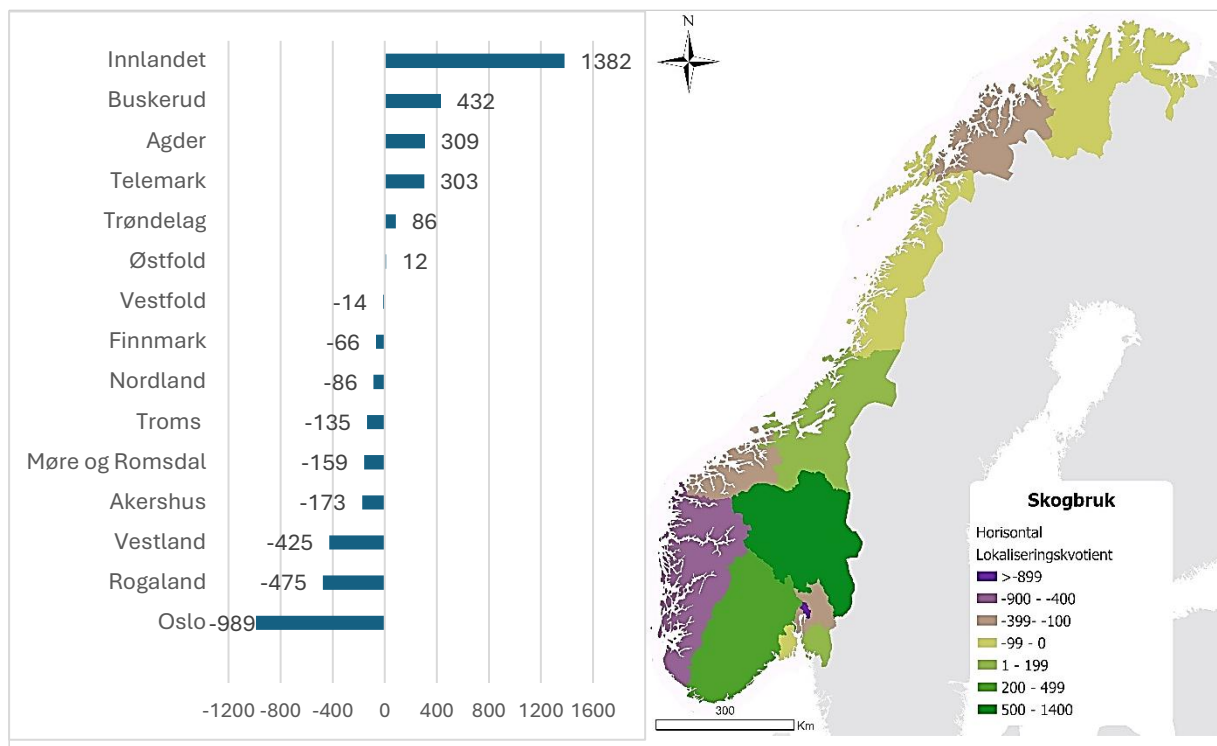 Innlandet 1382
Buskerud 432
Agder 309
Telemark 303
Trøndelag 86
Østfold 12
Vestfold -14
Finnmark -66
Nordland -86
Troms -135
Møre og Romsdal -159
Akershus -173
Vestland -425
Rogaland -475
Oslo -989
-1200 -800 -400 0 400 800 1200 1600
N
Skogbruk
Horisontal
Lokaliseringskvotient
>-899
-900 - -400
-399- -100
-99 - 0
1 - 199
200 - 499
500 - 1400
300
Km